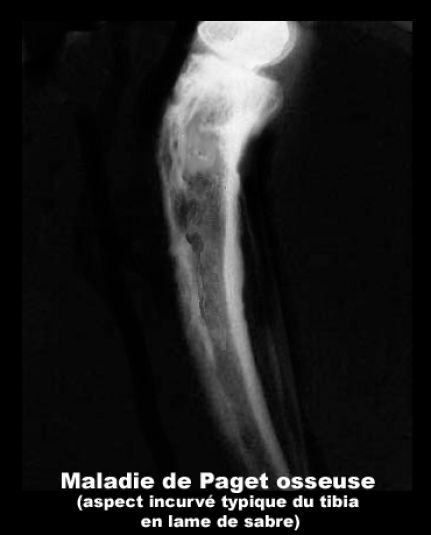 Maladie de Paget osseuse
(aspect incurvé typique du tibia
en lame de sabre)